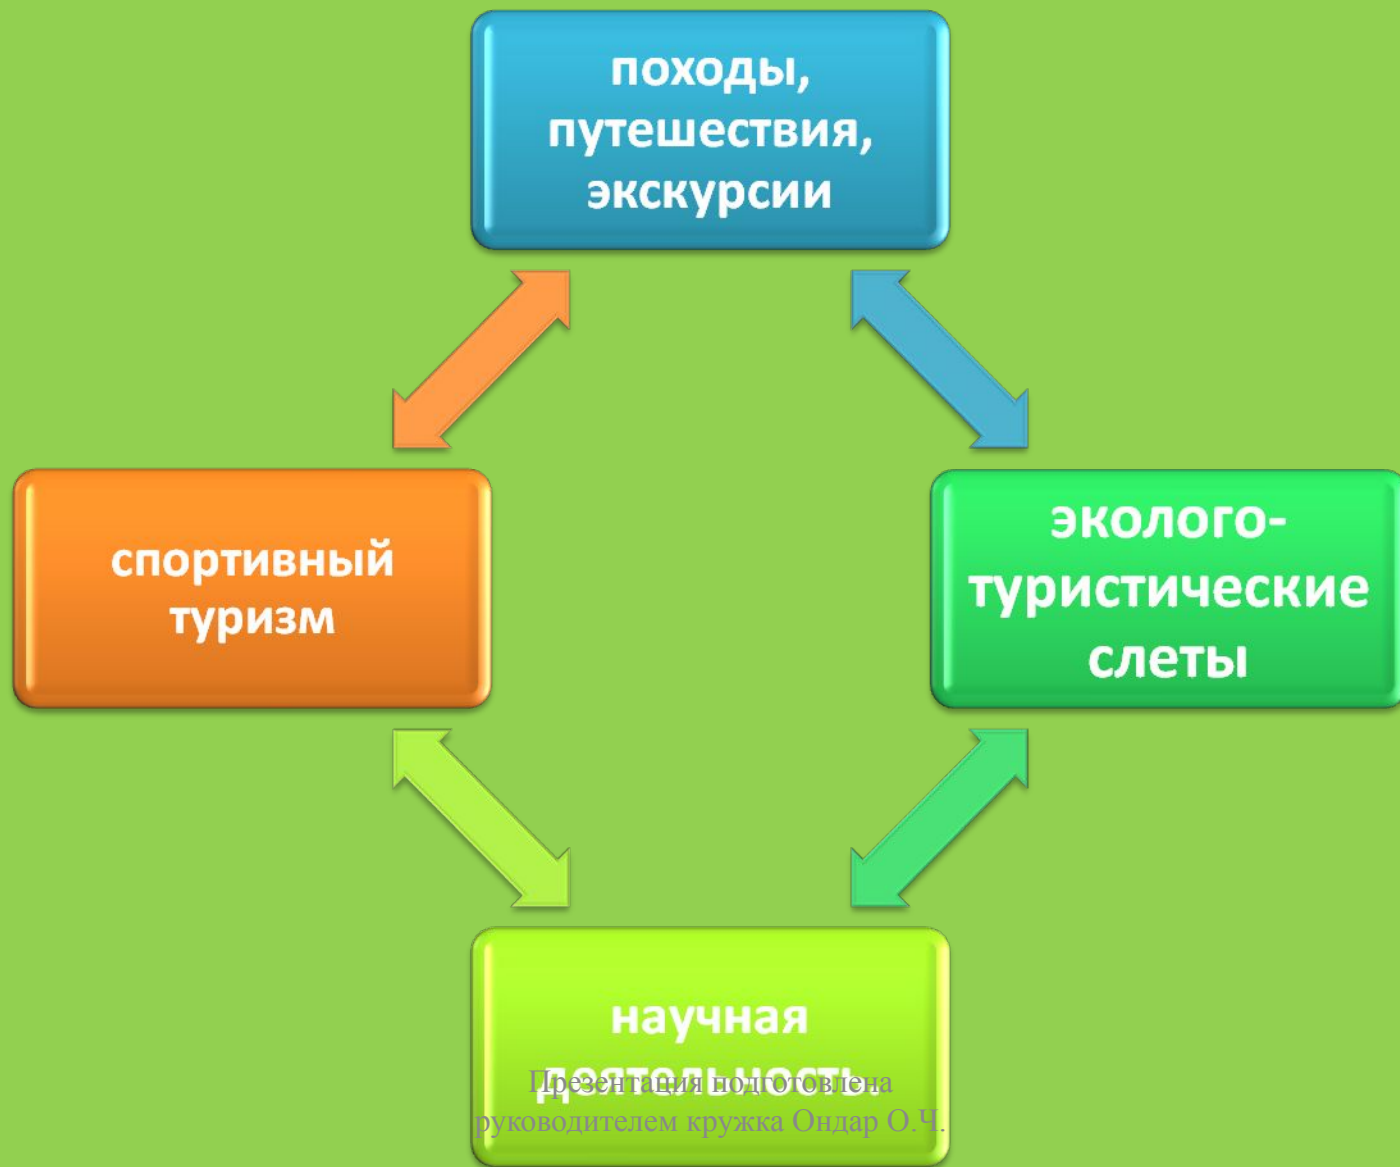 походы,
путешествия,
экскурсии
спортивный
туризм
эколого-
туристические
слеты
научная
деятельность.
Презентация подготовлена
руководителем кружка Ондар О.Ч.